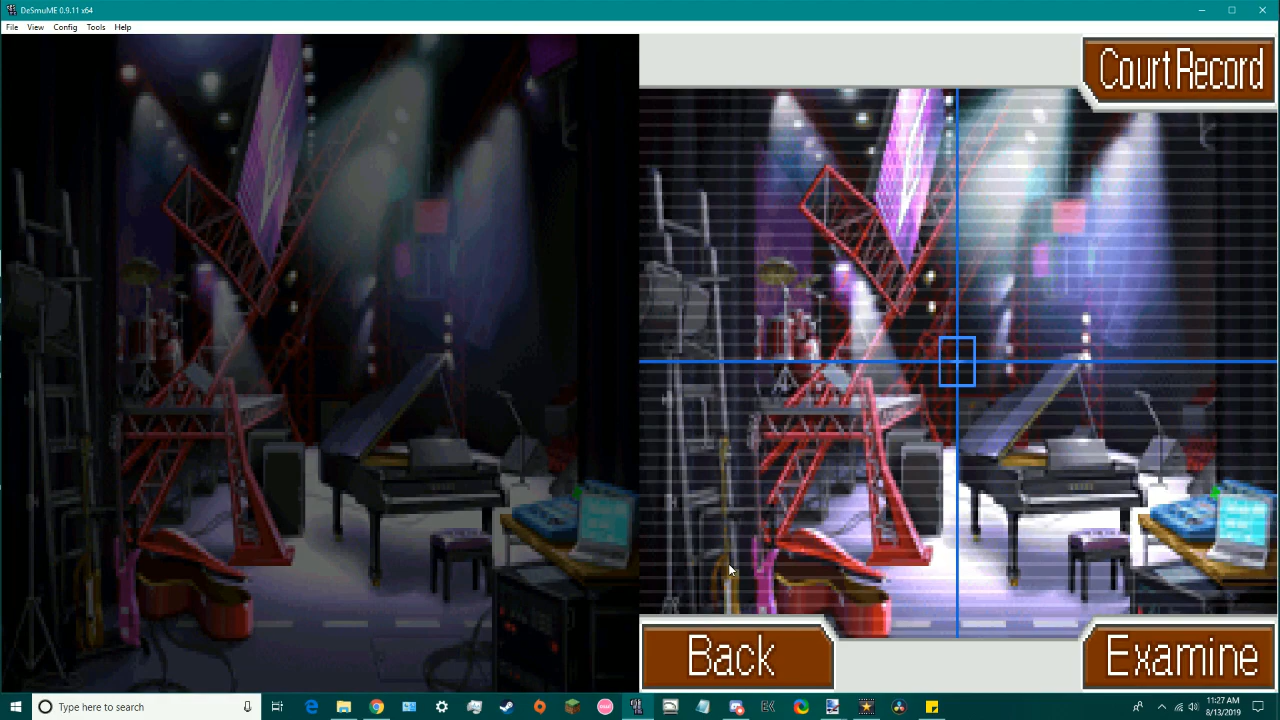 DeSmuME 0.9.11 x64
File View Config Tools Help
Court Record
Back
Examine
Type here to search
11:27 AM
8/13/2019